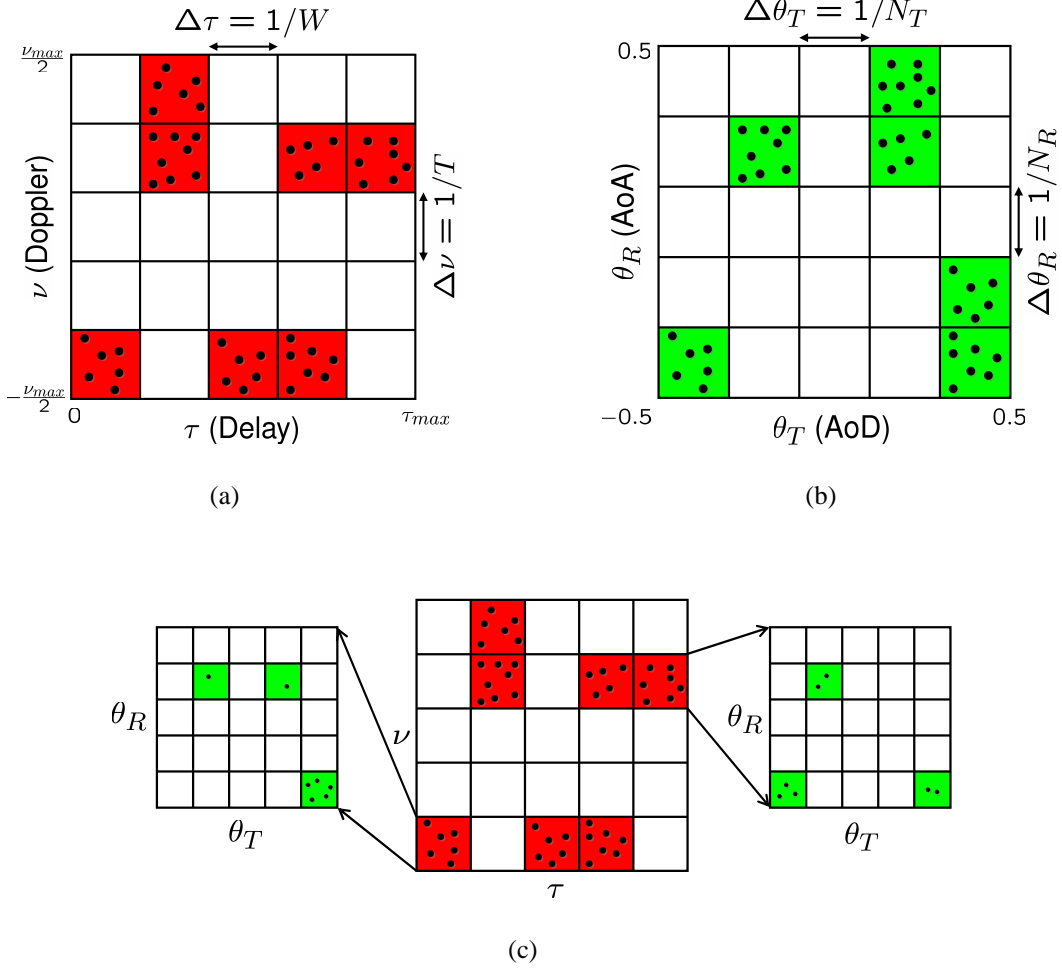 Δτ = 1/W
ν_max/2
ν (Doppler)
Δν = 1/T
−ν_max/2
0
τ_max
τ (Delay)
(a)
Δθ_T = 1/N_T
0.5
θ_R (AoA)
Δθ_R = 1/N_R
−0.5
0.5
θ_T (AoD)
(b)
θ_R
θ_T
ν
τ
θ_R
θ_T
(c)